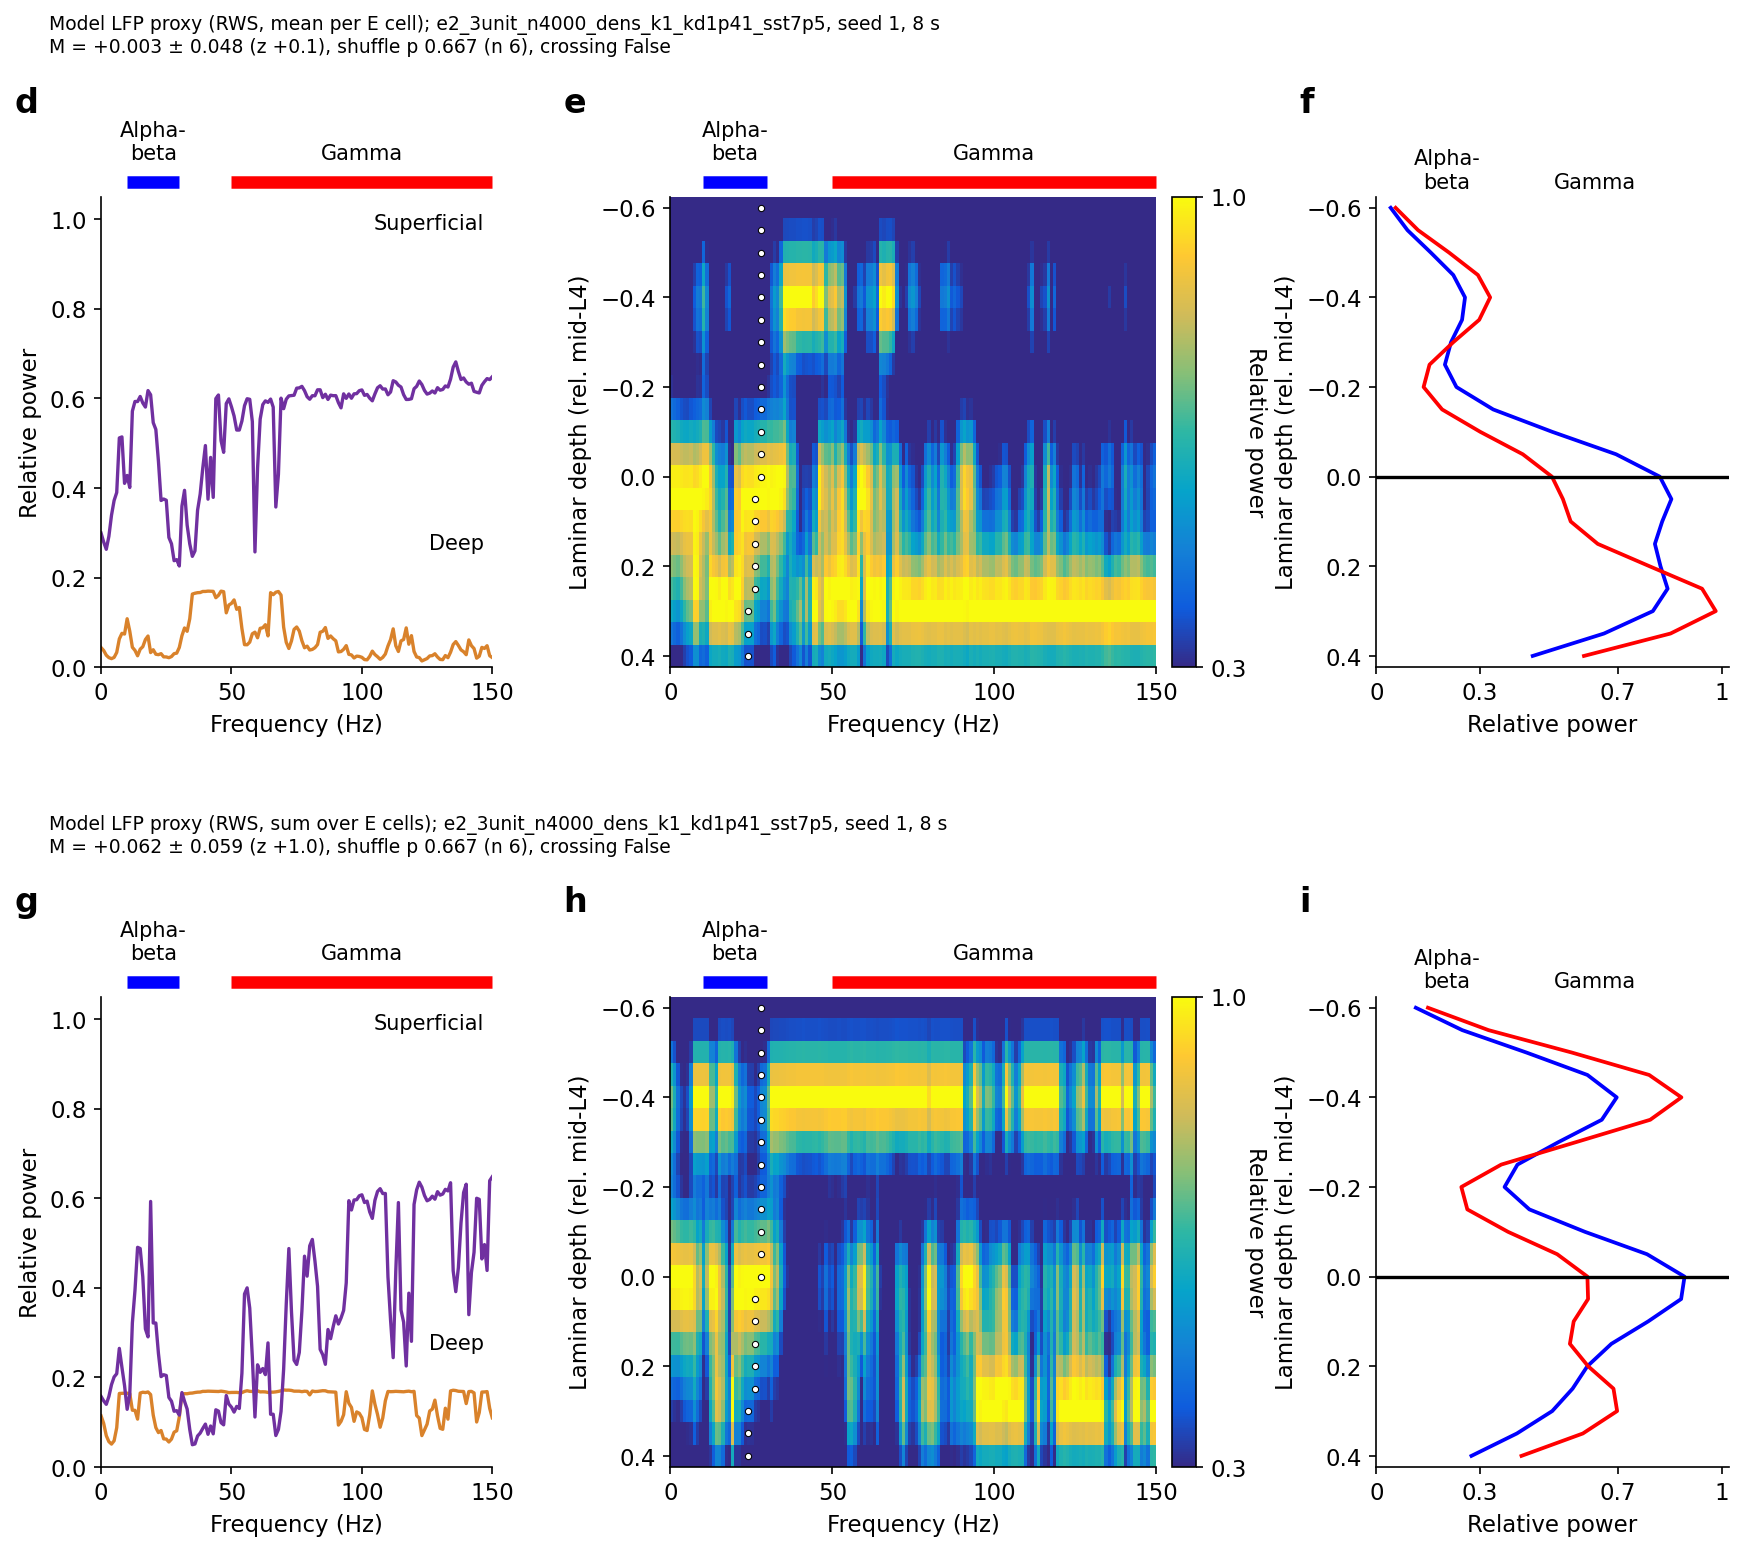 Model LFP proxy (RWS, mean per E cell); e2_3unit_n4000_dens_k1_kd1p41_sst7p5, seed 1, 8 s
M = +0.003 ± 0.048 (z +0.1), shuffle p 0.667 (n 6), crossing False
d
Alpha-
beta
Gamma
Superficial
Deep
Relative power
1.0
0.8
0.6
0.4
0.2
0.0
0
50
100
150
Frequency (Hz)
e
Alpha-
beta
Gamma
Laminar depth (rel. mid-L4)
−0.6
−0.4
−0.2
0.0
0.2
0.4
0
50
100
150
Frequency (Hz)
1.0
0.3
Relative power
f
Alpha-
beta
Gamma
Laminar depth (rel. mid-L4)
−0.6
−0.4
−0.2
0.0
0.2
0.4
0
0.3
0.7
1
Relative power
Model LFP proxy (RWS, sum over E cells); e2_3unit_n4000_dens_k1_kd1p41_sst7p5, seed 1, 8 s
M = +0.062 ± 0.059 (z +1.0), shuffle p 0.667 (n 6), crossing False
g
Alpha-
beta
Gamma
Superficial
Deep
Relative power
1.0
0.8
0.6
0.4
0.2
0.0
0
50
100
150
Frequency (Hz)
h
Alpha-
beta
Gamma
Laminar depth (rel. mid-L4)
−0.6
−0.4
−0.2
0.0
0.2
0.4
0
50
100
150
Frequency (Hz)
1.0
0.3
Relative power
i
Alpha-
beta
Gamma
Laminar depth (rel. mid-L4)
−0.6
−0.4
−0.2
0.0
0.2
0.4
0
0.3
0.7
1
Relative power